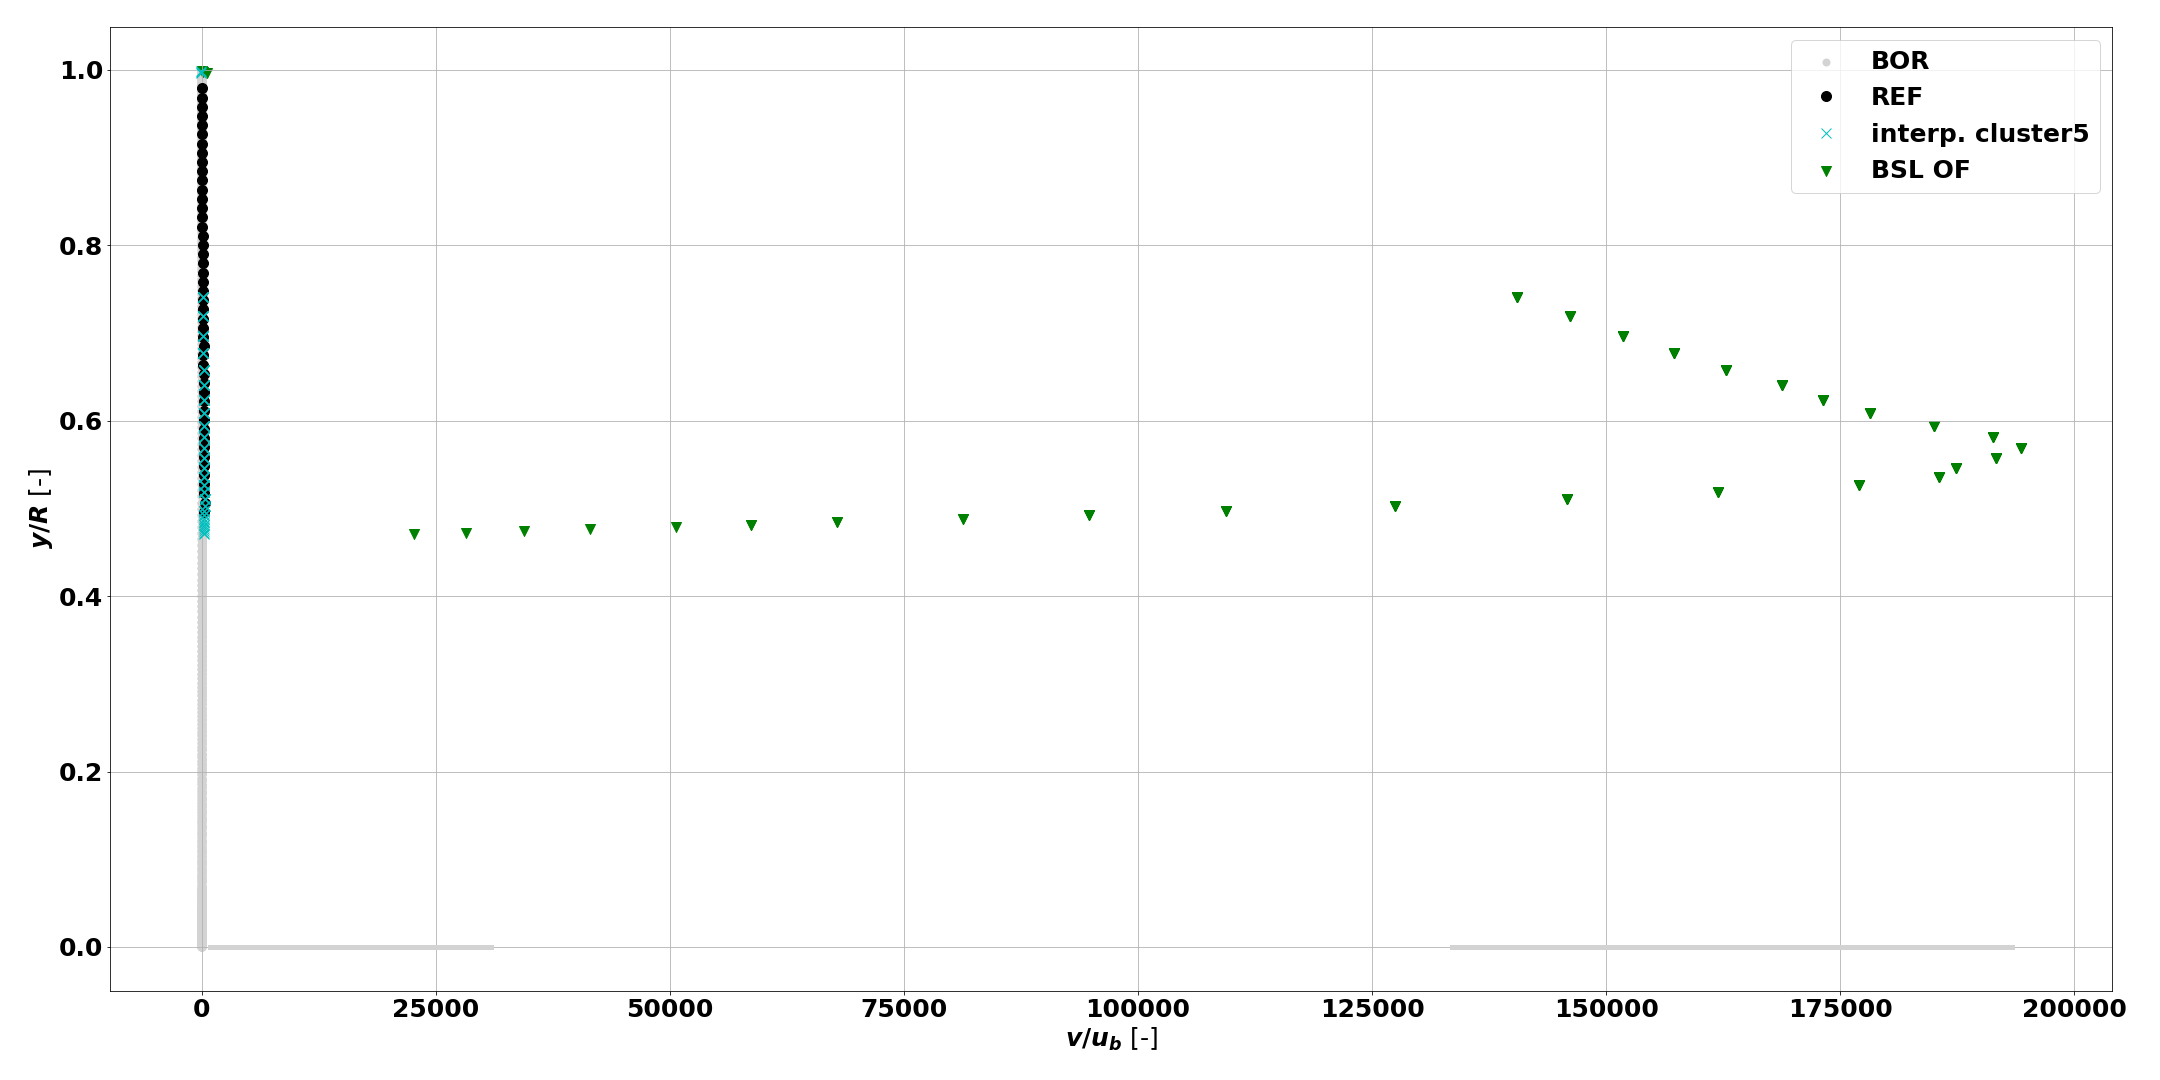 BOR
REF
interp. cluster5
BSL OF
1.0
0.8
0.6
0.4
0.2
0.0
y/R [-]
0 25000 50000 75000 100000 125000 150000 175000 200000
v/u_b [-]